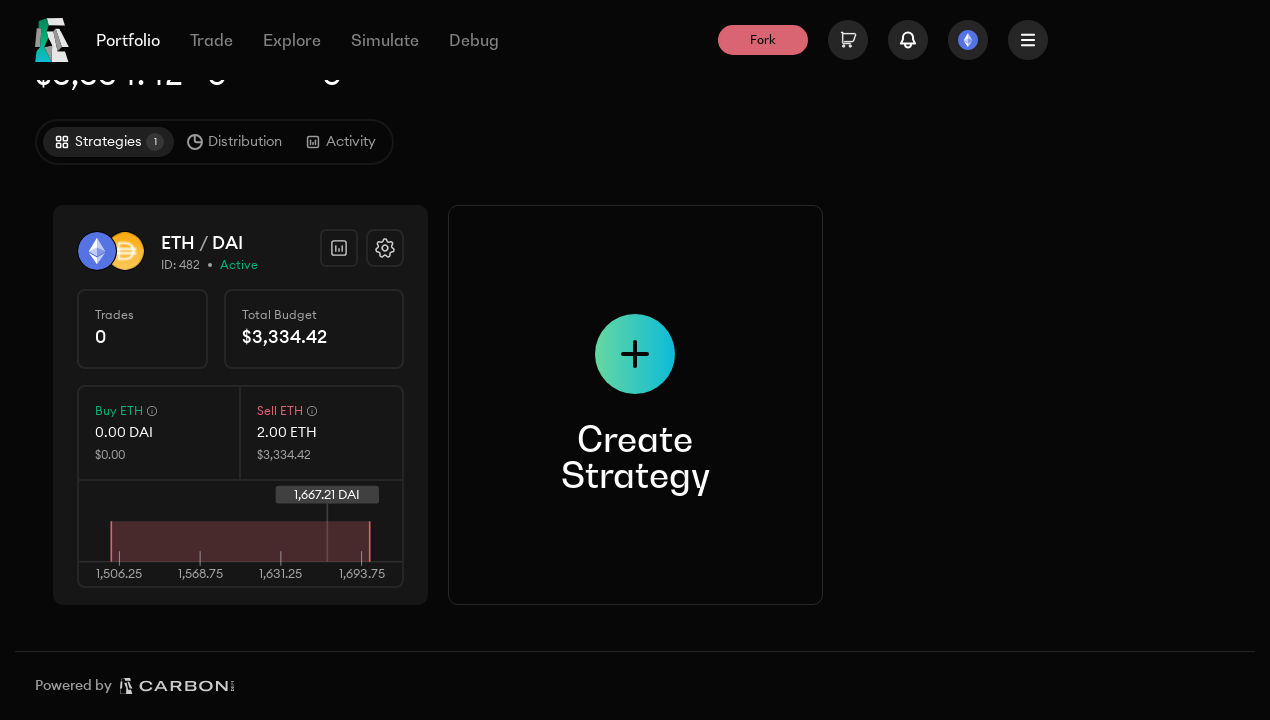 Portfolio
Trade
Explore
Simulate
Debug
Fork
Strategies 1
Distribution
Activity
ETH / DAI
ID: 482 • Active
Trades
0
Total Budget
$3,334.42
Buy ETH
0.00 DAI
$0.00
Sell ETH
2.00 ETH
$3,334.42
1,667.21 DAI
1,506.25
1,568.75
1,631.25
1,693.75
Create
Strategy
Powered by CARBON DEFI